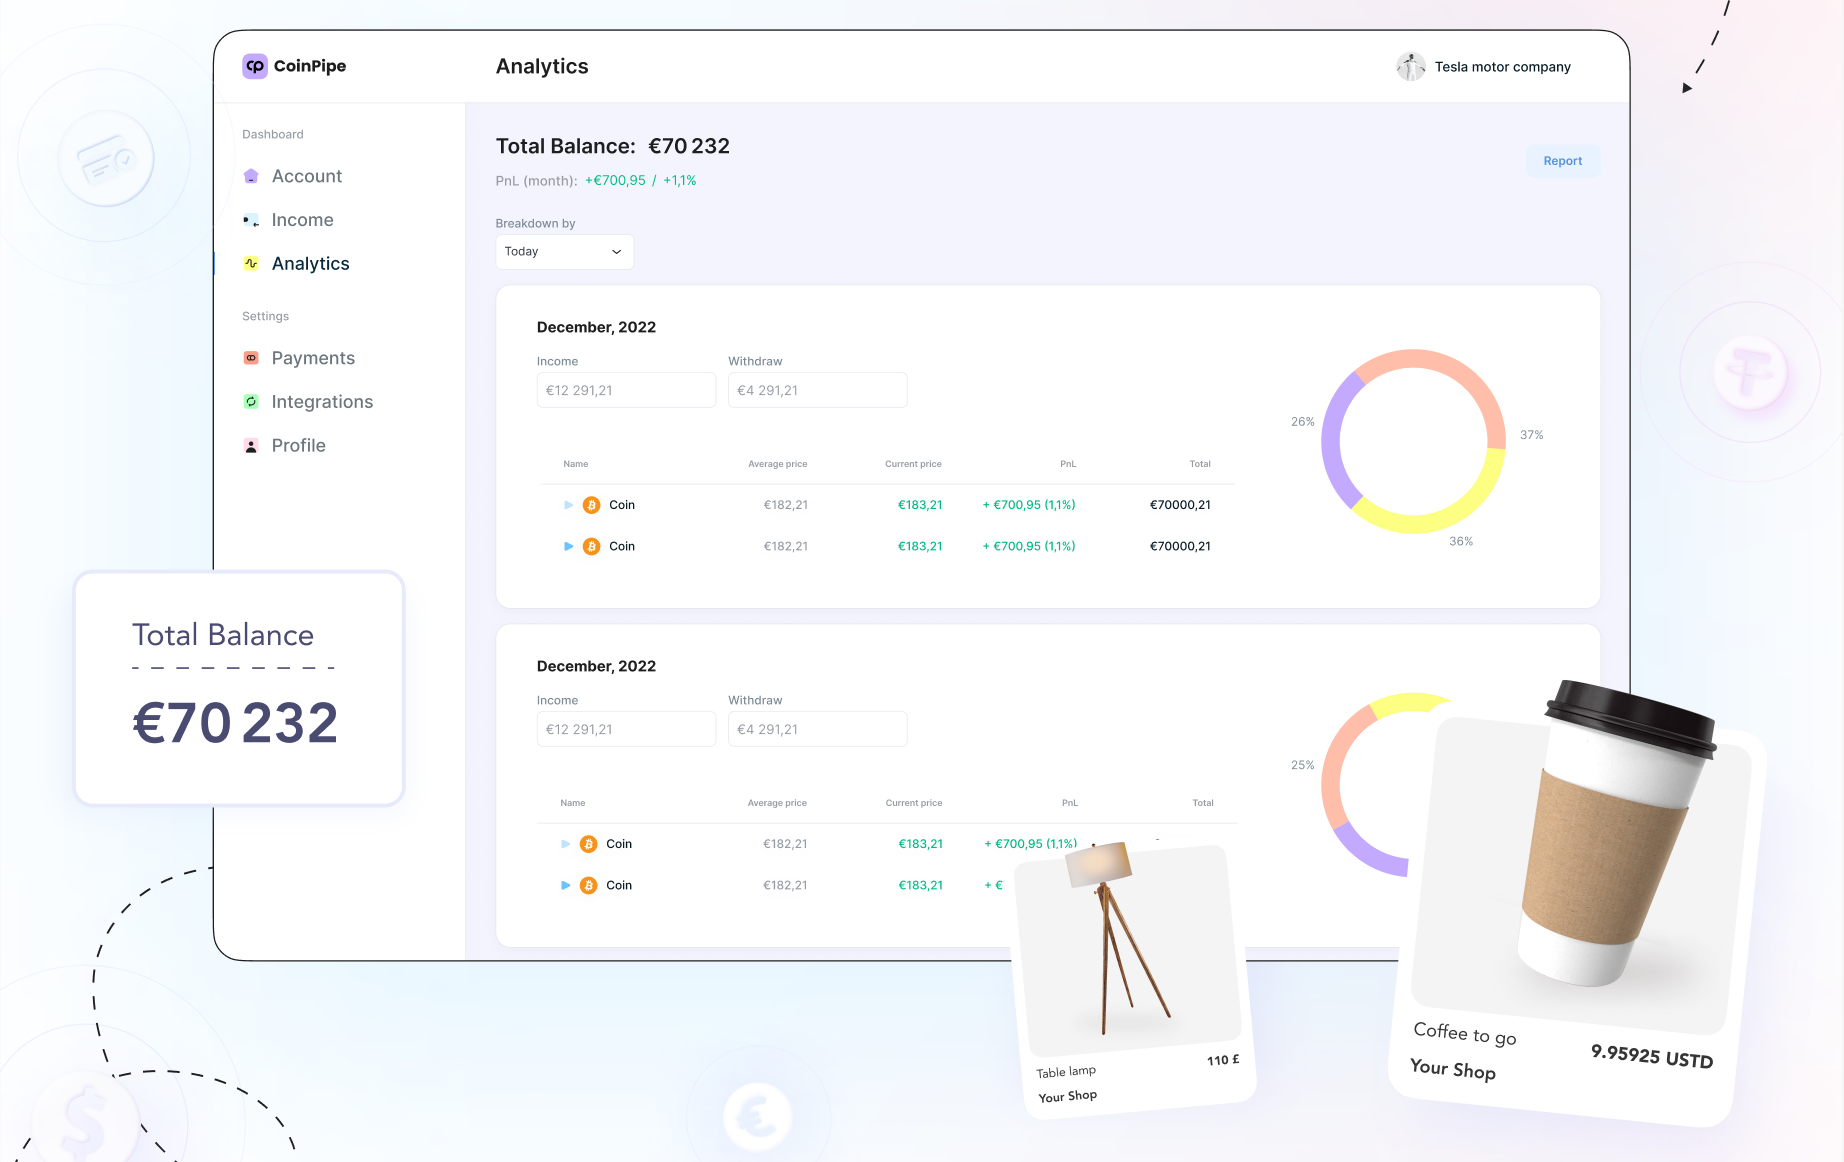 CoinPipe
Analytics
Tesla motor company
Dashboard
Account
Income
Analytics
Settings
Payments
Integrations
Profile
Total Balance: €70 232
PnL (month): +€700,95 / +1,1%
Report
Breakdown by
Today
December, 2022
Income Withdraw
€12 291,21 €4 291,21
Name Average price Current price PnL Total
Coin €182,21 €183,21 + €700,95 (1,1%) €70000,21
Coin €182,21 €183,21 + €700,95 (1,1%) €70000,21
26%
37%
36%
Total Balance
€70 232
December, 2022
Income Withdraw
€12 291,21 €4 291,21
Name Average price Current price PnL Total
Coin €182,21 €183,21 + €700,95 (1,1%)
Coin €182,21 €183,21 + €
25%
Table lamp
110 £
Your Shop
Coffee to go
9.95925 USTD
Your Shop